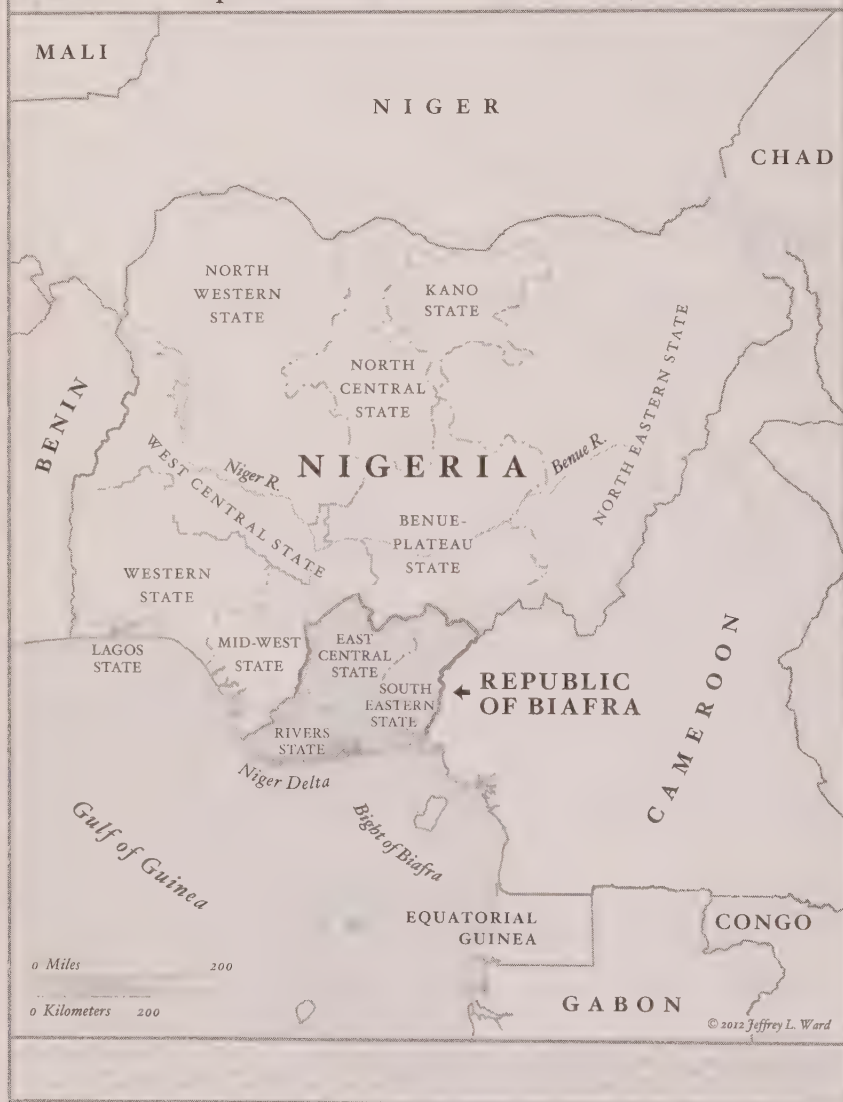 MALI
NIGER
CHAD
NORTH
WESTERN
STATE
KANO
STATE
NORTH
CENTRAL
STATE
NORTH EASTERN STATE
BENIN
WEST CENTRAL STATE
Niger R.
NIGERIA
Benue R.
BENUE-
PLATEAU
STATE
WESTERN
STATE
LAGOS
STATE
MID-WEST
STATE
EAST
CENTRAL
STATE
SOUTH
EASTERN
STATE
RIVERS
STATE
REPUBLIC
OF BIAFRA
CAMEROON
Niger Delta
Bight of Biafra
Gulf of Guinea
EQUATORIAL
GUINEA
CONGO
GABON
0 Miles 200
0 Kilometers 200
© 2012 Jeffrey L. Ward